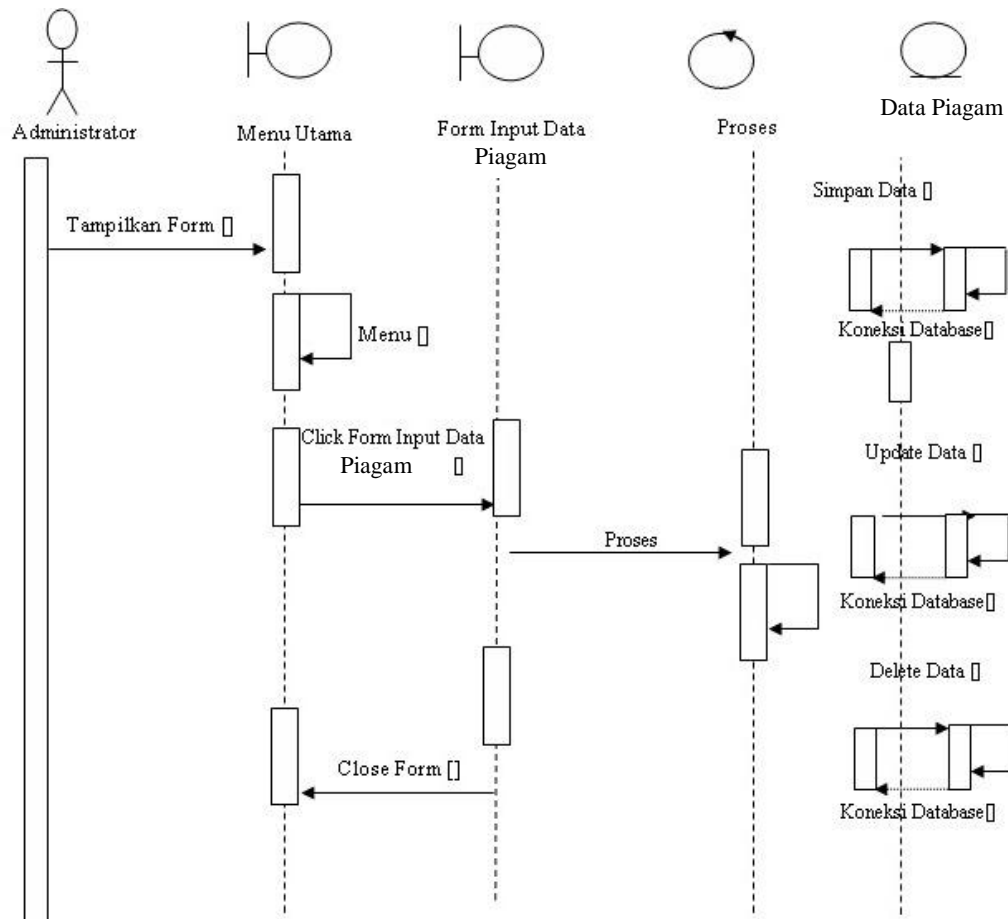 Administrator
Menu Utama
Form Input Data
Piagam
Proses
Data Piagam
Simpan Data []
Tampilkan Form []
Koneksi Database[]
Menu []
Click Form Input Data
Piagam []
Update Data []
Proses
Koneksi Database[]
Delete Data []
Close Form []
Koneksi Database[]